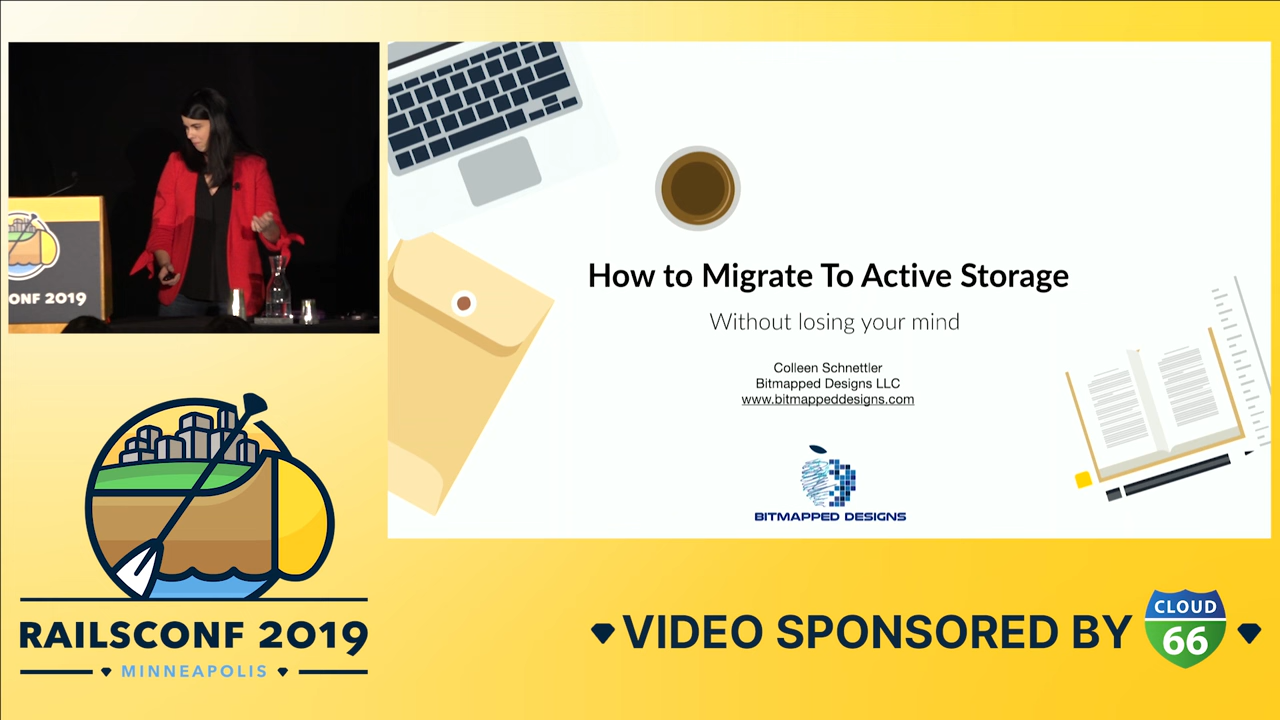 How to Migrate To Active Storage
Without losing your mind
Colleen Schnettler
Bitmapped Designs LLC
www.bitmappeddesigns.com
BITMAPPED DESIGNS
ONF 2019
RAILSCONF 2019
MINNEAPOLIS
VIDEO SPONSORED BY
CLOUD
66